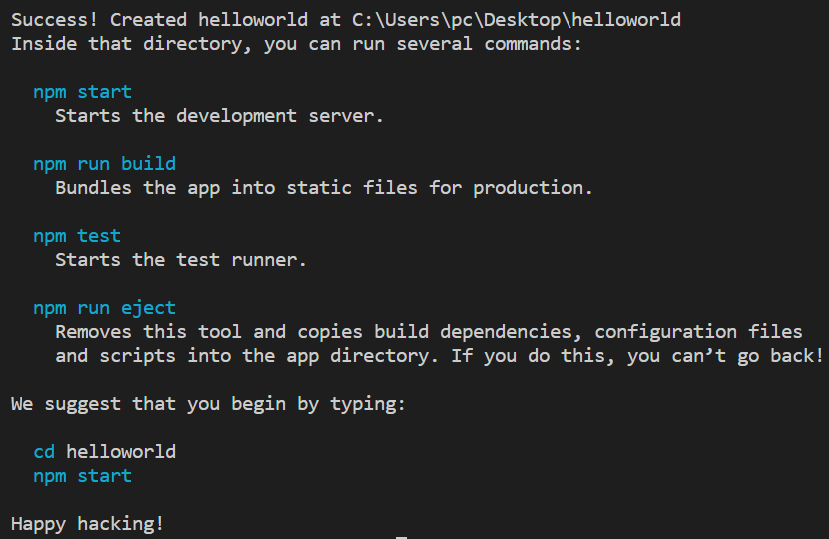 Success! Created helloworld at C:\Users\pc\Desktop\helloworld
Inside that directory, you can run several commands:

  npm start
    Starts the development server.

  npm run build
    Bundles the app into static files for production.

  npm test
    Starts the test runner.

  npm run eject
    Removes this tool and copies build dependencies, configuration files
    and scripts into the app directory. If you do this, you can’t go back!

We suggest that you begin by typing:

  cd helloworld
  npm start

Happy hacking!